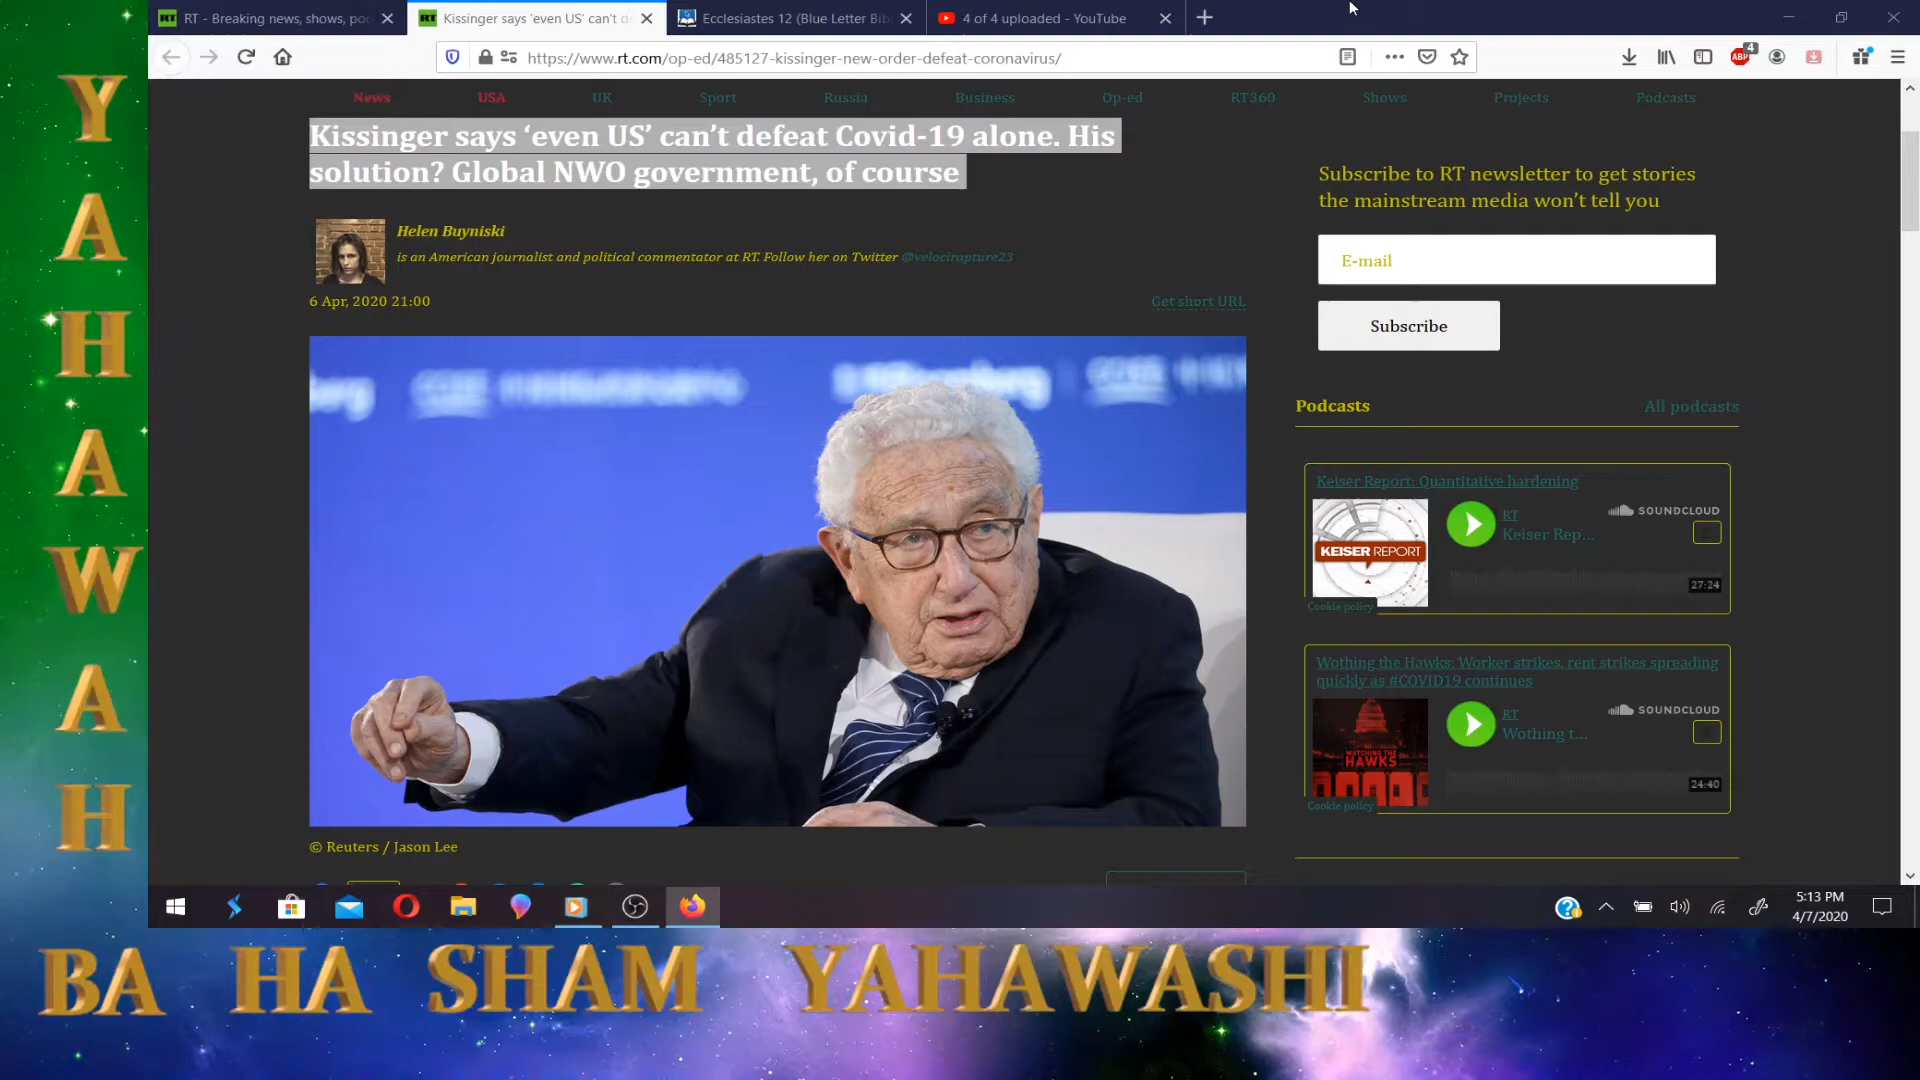 RT - Breaking news, shows, po
Kissinger says 'even US' can't d
Ecclesiastes 12 (Blue Letter Bib
4 of 4 uploaded - YouTube
https://www.rt.com/op-ed/485127-kissinger-new-order-defeat-coronavirus/
ABP
4
News USA UK Sport Russia Business Op-ed RT360 Shows Projects Podcasts
Kissinger says ‘even US’ can’t defeat Covid-19 alone. His
solution? Global NWO government, of course
Helen Buyniski
is an American journalist and political commentator at RT. Follow her on Twitter @velocirapture23
6 Apr, 2020 21:00
Get short URL
© Reuters / Jason Lee
Subscribe to RT newsletter to get stories
the mainstream media won’t tell you
E-mail
Subscribe
Podcasts
All podcasts
Keiser Report: Quantitative hardening
KEISER REPORT
RT
Keiser Rep...
SOUNDCLOUD
27:24
Cookie policy
Wothing the Hawks: Worker strikes, rent strikes spreading
quickly as #COVID19 continues
WATCHING THE
HAWKS
RT
Wothing t...
SOUNDCLOUD
24:40
Cookie policy
5:13 PM
4/7/2020
YAHAWAH
BA HA SHAM YAHAWASHI